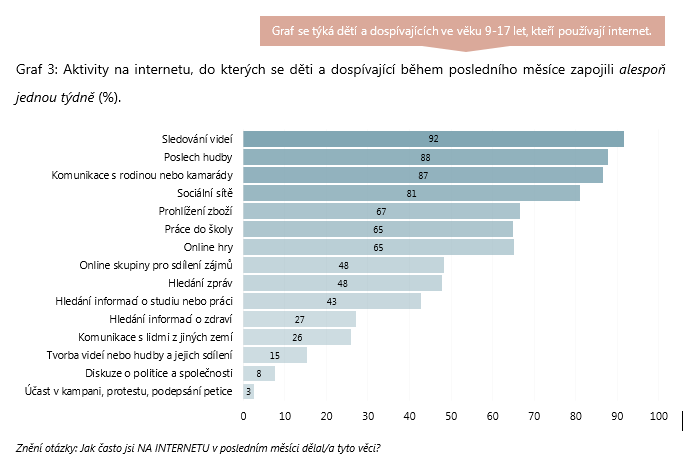 Graf se týká dětí a dospívajících ve věku 9-17 let, kteří používají internet.
Graf 3: Aktivity na internetu, do kterých se děti a dospívající během posledního měsíce zapojili alespoň
jednou týdně (%).
Sledování videí 92
Poslech hudby 88
Komunikace s rodinou nebo kamarády 87
Sociální sítě 81
Prohlížení zboží 67
Práce do školy 65
Online hry 65
Online skupiny pro sdílení zájmů 48
Hledání zpráv 48
Hledání informací o studiu nebo práci 43
Hledání informací o zdraví 27
Komunikace s lidmi z jiných zemí 26
Tvorba videí nebo hudby a jejich sdílení 15
Diskuze o politice a společnosti 8
Účast v kampani, protestu, podepsání petice 3
0 10 20 30 40 50 60 70 80 90 100
Znění otázky: Jak často jsi NA INTERNETU v posledním měsíci dělal/a tyto věci?